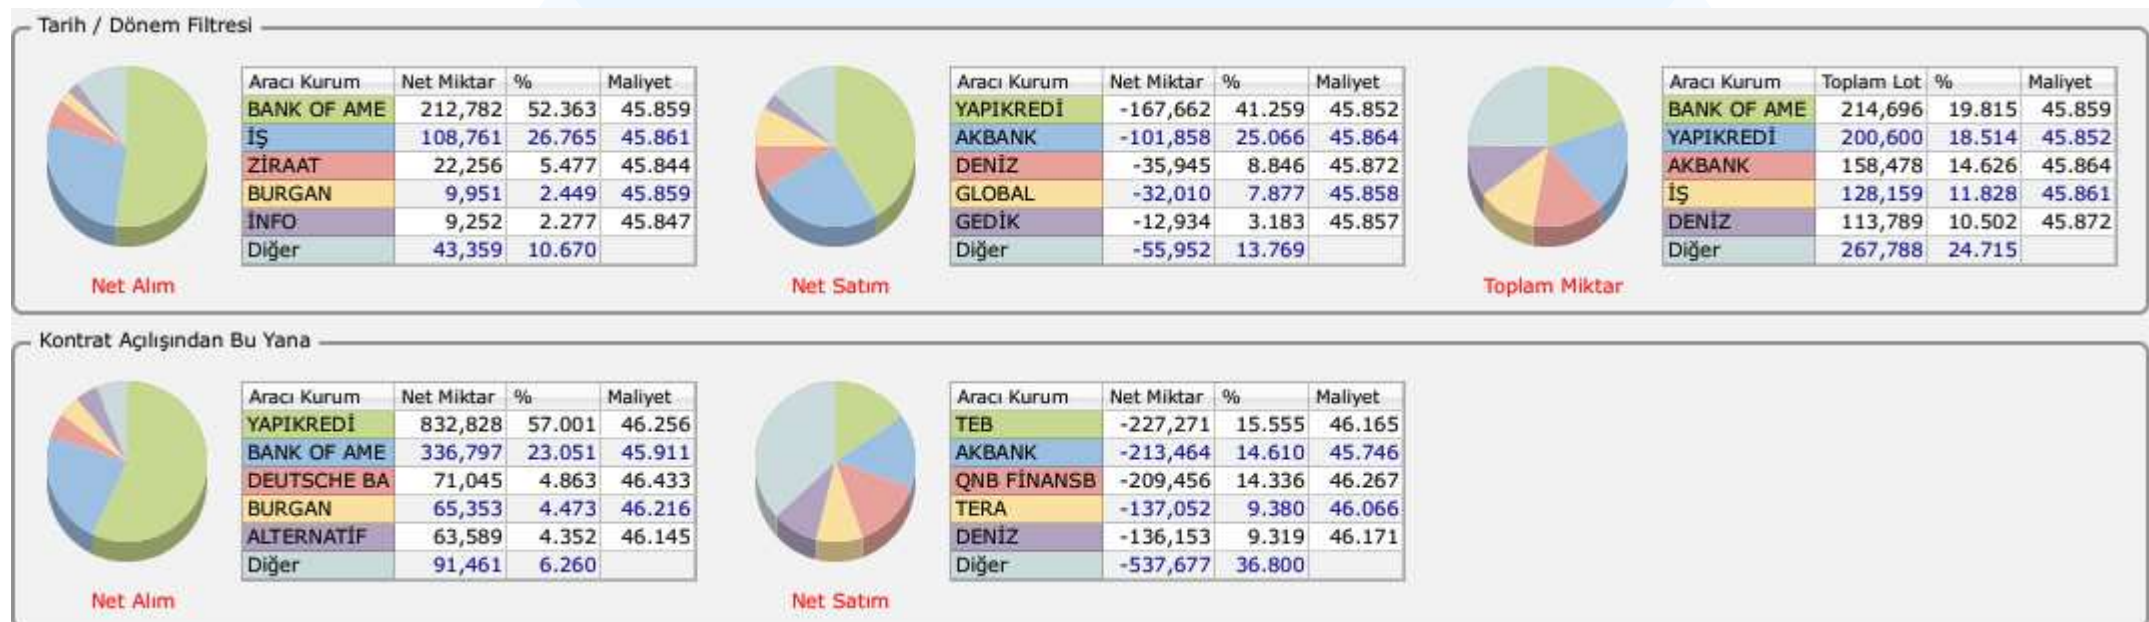 Tarih / Dönem Filtresi
Aracı Kurum Net Miktar % Maliyet
BANK OF AME 212,782 52.363 45.859
İŞ 108,761 26.765 45.861
ZİRAAT 22,256 5.477 45.844
BURGAN 9,951 2.449 45.859
İNFO 9,252 2.277 45.847
Diğer 43,359 10.670
Net Alım
Aracı Kurum Net Miktar % Maliyet
YAPIKREDİ -167,662 41.259 45.852
AKBANK -101,858 25.066 45.864
DENİZ -35,945 8.846 45.872
GLOBAL -32,010 7.877 45.858
GEDİK -12,934 3.183 45.857
Diğer -55,952 13.769
Net Satım
Aracı Kurum Toplam Lot % Maliyet
BANK OF AME 214,696 19.815 45.859
YAPIKREDİ 200,600 18.514 45.852
AKBANK 158,478 14.626 45.864
İŞ 128,159 11.828 45.861
DENİZ 113,789 10.502 45.872
Diğer 267,788 24.715
Toplam Miktar
Kontrat Açılışından Bu Yana
Aracı Kurum Net Miktar % Maliyet
YAPIKREDİ 832,828 57.001 46.256
BANK OF AME 336,797 23.051 45.911
DEUTSCHE BA 71,045 4.863 46.433
BURGAN 65,353 4.473 46.216
ALTERNATİF 63,589 4.352 46.145
Diğer 91,461 6.260
Net Alım
Aracı Kurum Net Miktar % Maliyet
TEB -227,271 15.555 46.165
AKBANK -213,464 14.610 45.746
QNB FİNANSB -209,456 14.336 46.267
TERA -137,052 9.380 46.066
DENİZ -136,153 9.319 46.171
Diğer -537,677 36.800
Net Satım